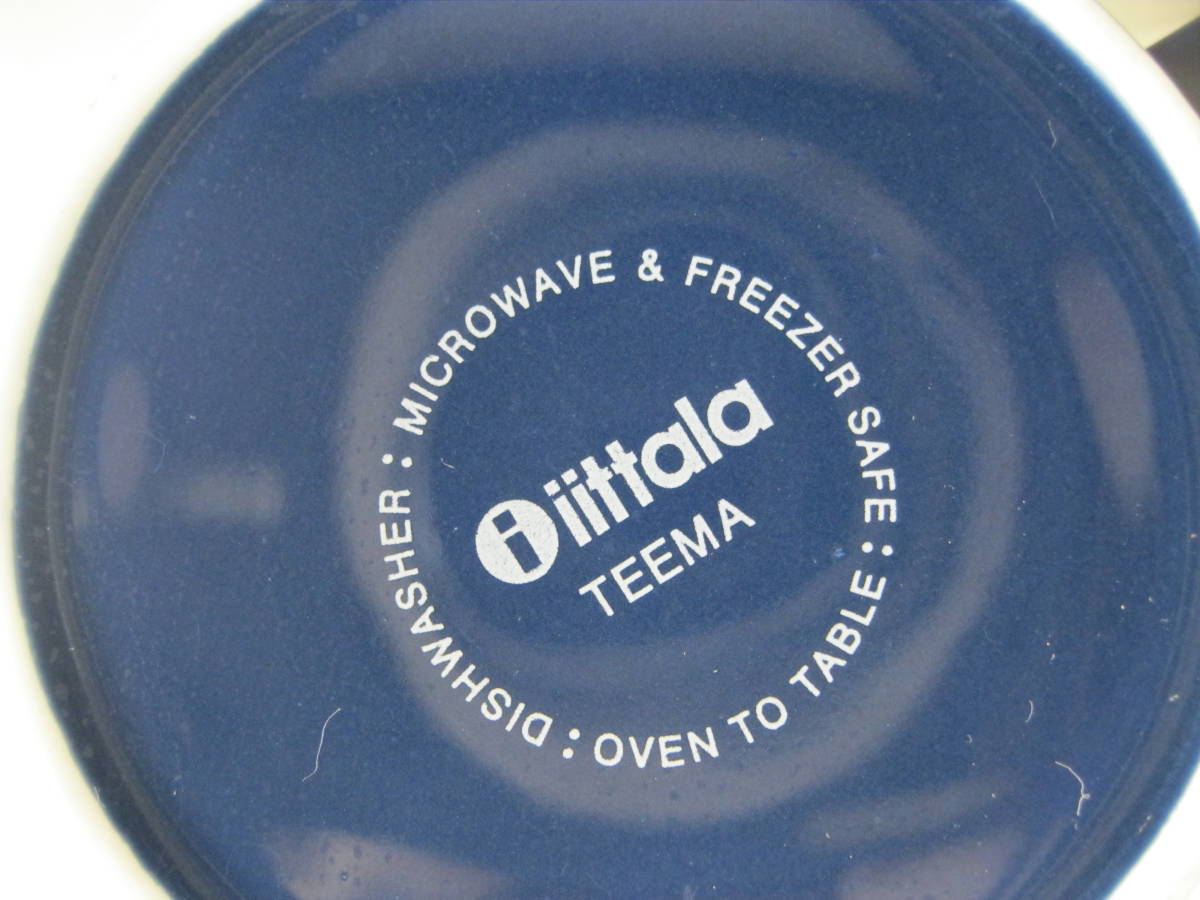 MICROWAVE & FREEZER SAFE : OVEN TO TABLE : DISHWASHER :
iittala
TEEMA